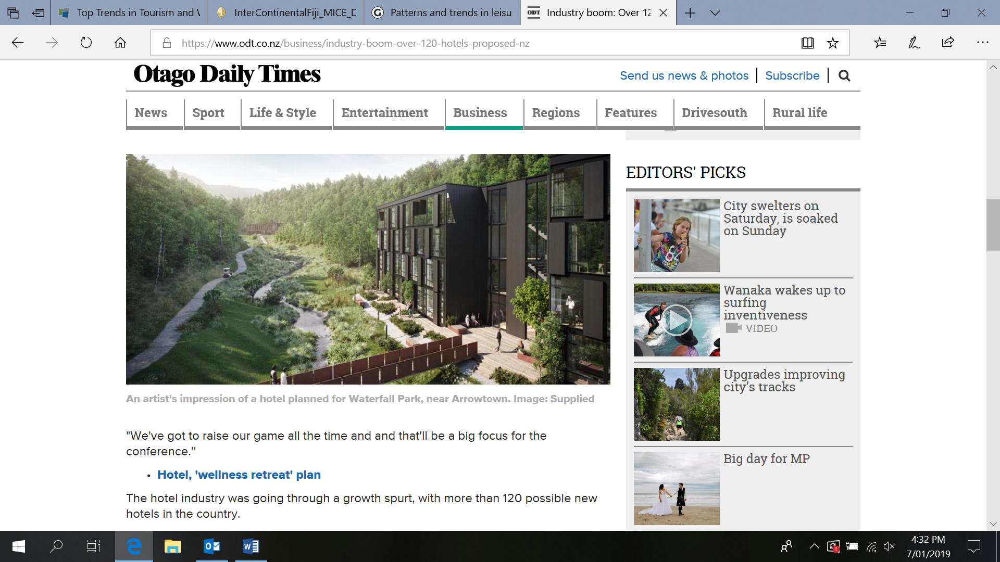 Top Trends in Tourism and V
InterContinentalFiji_MICE_D
G Patterns and trends in leisu
ODT Industry boom: Over 12
https://www.odt.co.nz/business/industry-boom-over-120-hotels-proposed-nz
Otago Daily Times
Send us news & photos
Subscribe
News
Sport
Life & Style
Entertainment
Business
Regions
Features
Drivesouth
Rural life
An artist's impression of a hotel planned for Waterfall Park, near Arrowtown. Image: Supplied
"We've got to raise our game all the time and and that'll be a big focus for the
conference."
• Hotel, 'wellness retreat' plan
The hotel industry was going through a growth spurt, with more than 120 possible new
hotels in the country.
EDITORS' PICKS
City swelters on
Saturday, is soaked
on Sunday
82
Wanaka wakes up to
surfing
inventiveness
VIDEO
Upgrades improving
city's tracks
Big day for MP
4:32 PM
7/01/2019